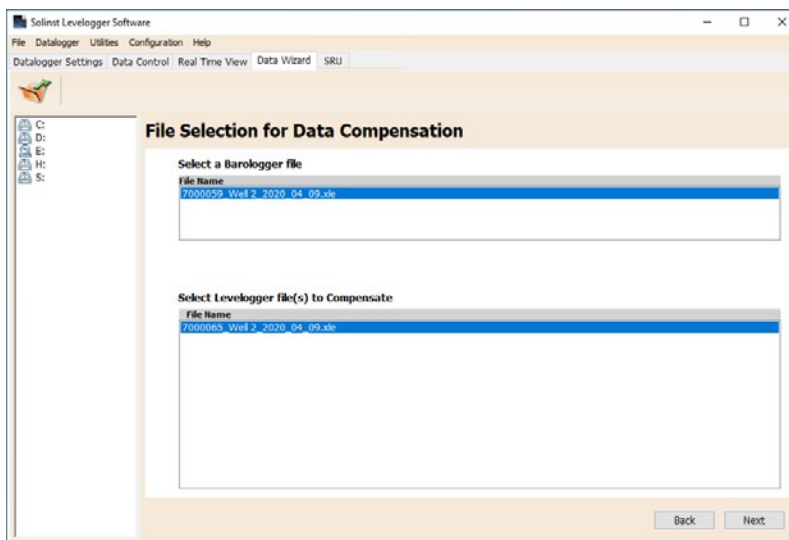 Solinst Levelogger Software
File Datalogger Utilities Configuration Help
Datalogger Settings Data Control Real Time View Data Wizard SRU
C:
D:
E:
H:
S:
File Selection for Data Compensation
Select a Barologger file
File Name
7000059_Well 2_2020_04_09.xle
Select Levelogger file(s) to Compensate
File Name
7000065_Well 2_2020_04_09.xle
Back Next